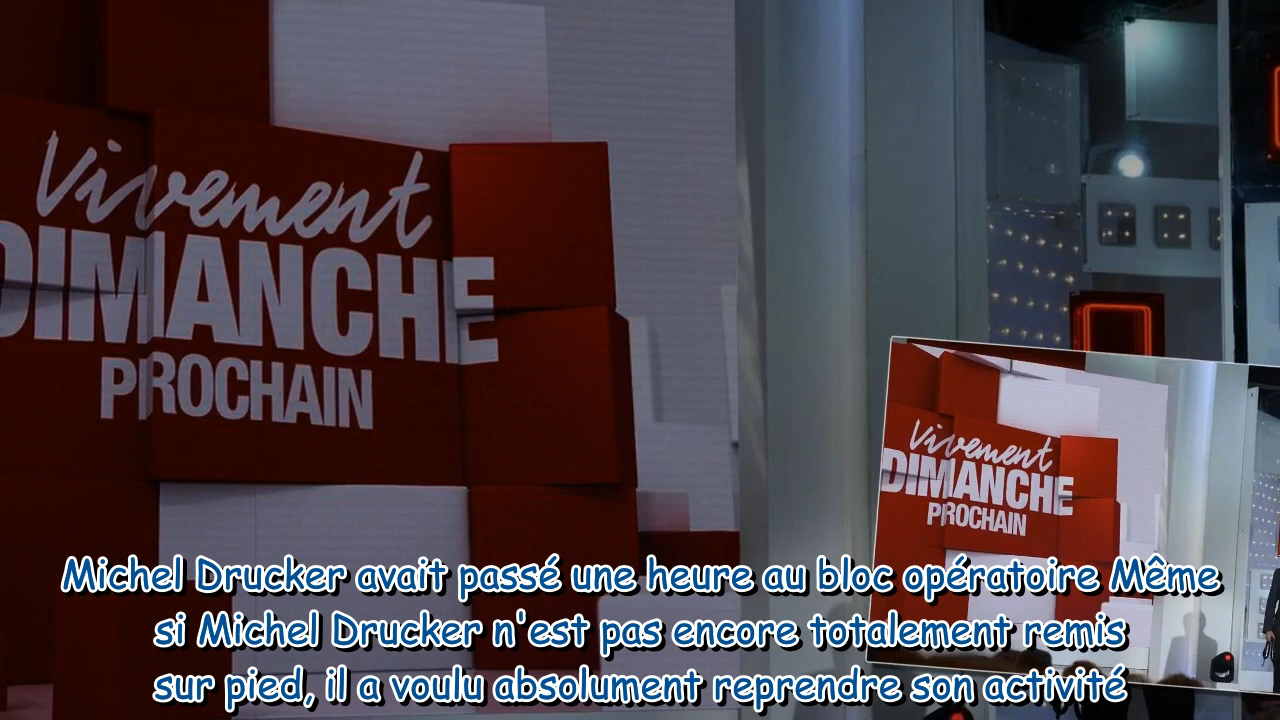 Vivement
DIMANCHE
PROCHAIN
Vivement
DIMANCHE
PROCHAIN
Michel Drucker avait passé une heure au bloc opératoire Même
si Michel Drucker n'est pas encore totalement remis
sur pied, il a voulu absolument reprendre son activité